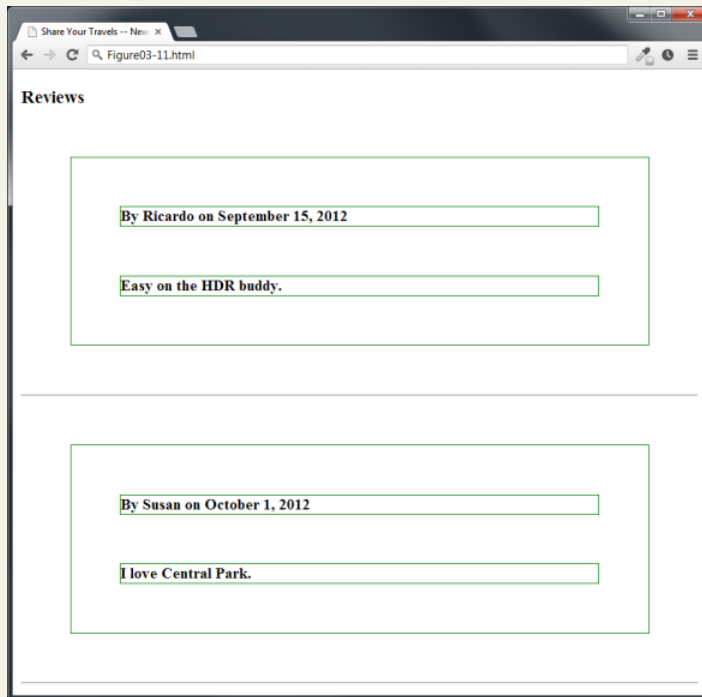 Share Your Travels -- New
Figure03-11.html
Reviews
By Ricardo on September 15, 2012
Easy on the HDR buddy.
By Susan on October 1, 2012
I love Central Park.